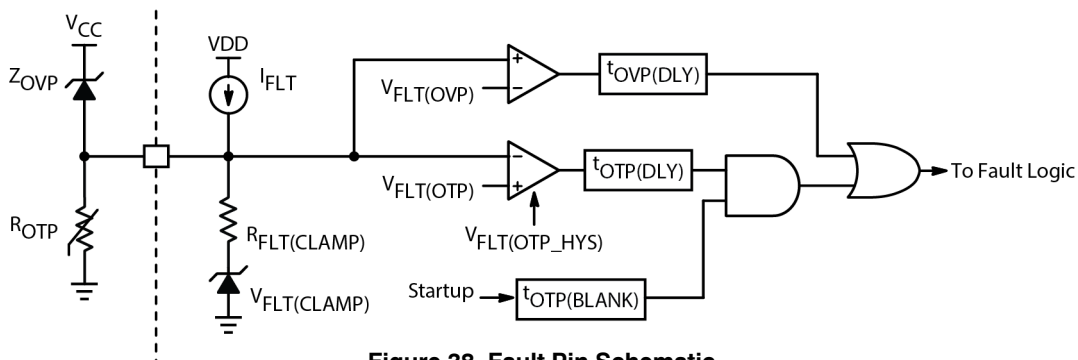 VCC
VDD
ZOVP
IFLT
VFLT(OVP)
+
−
tOVP(DLY)
−
+
VFLT(OTP)
tOTP(DLY)
To Fault Logic
ROTP
RFLT(CLAMP)
VFLT(OTP_HYS)
VFLT(CLAMP)
Startup
tOTP(BLANK)
Figure 38. Fault Pin Schematic